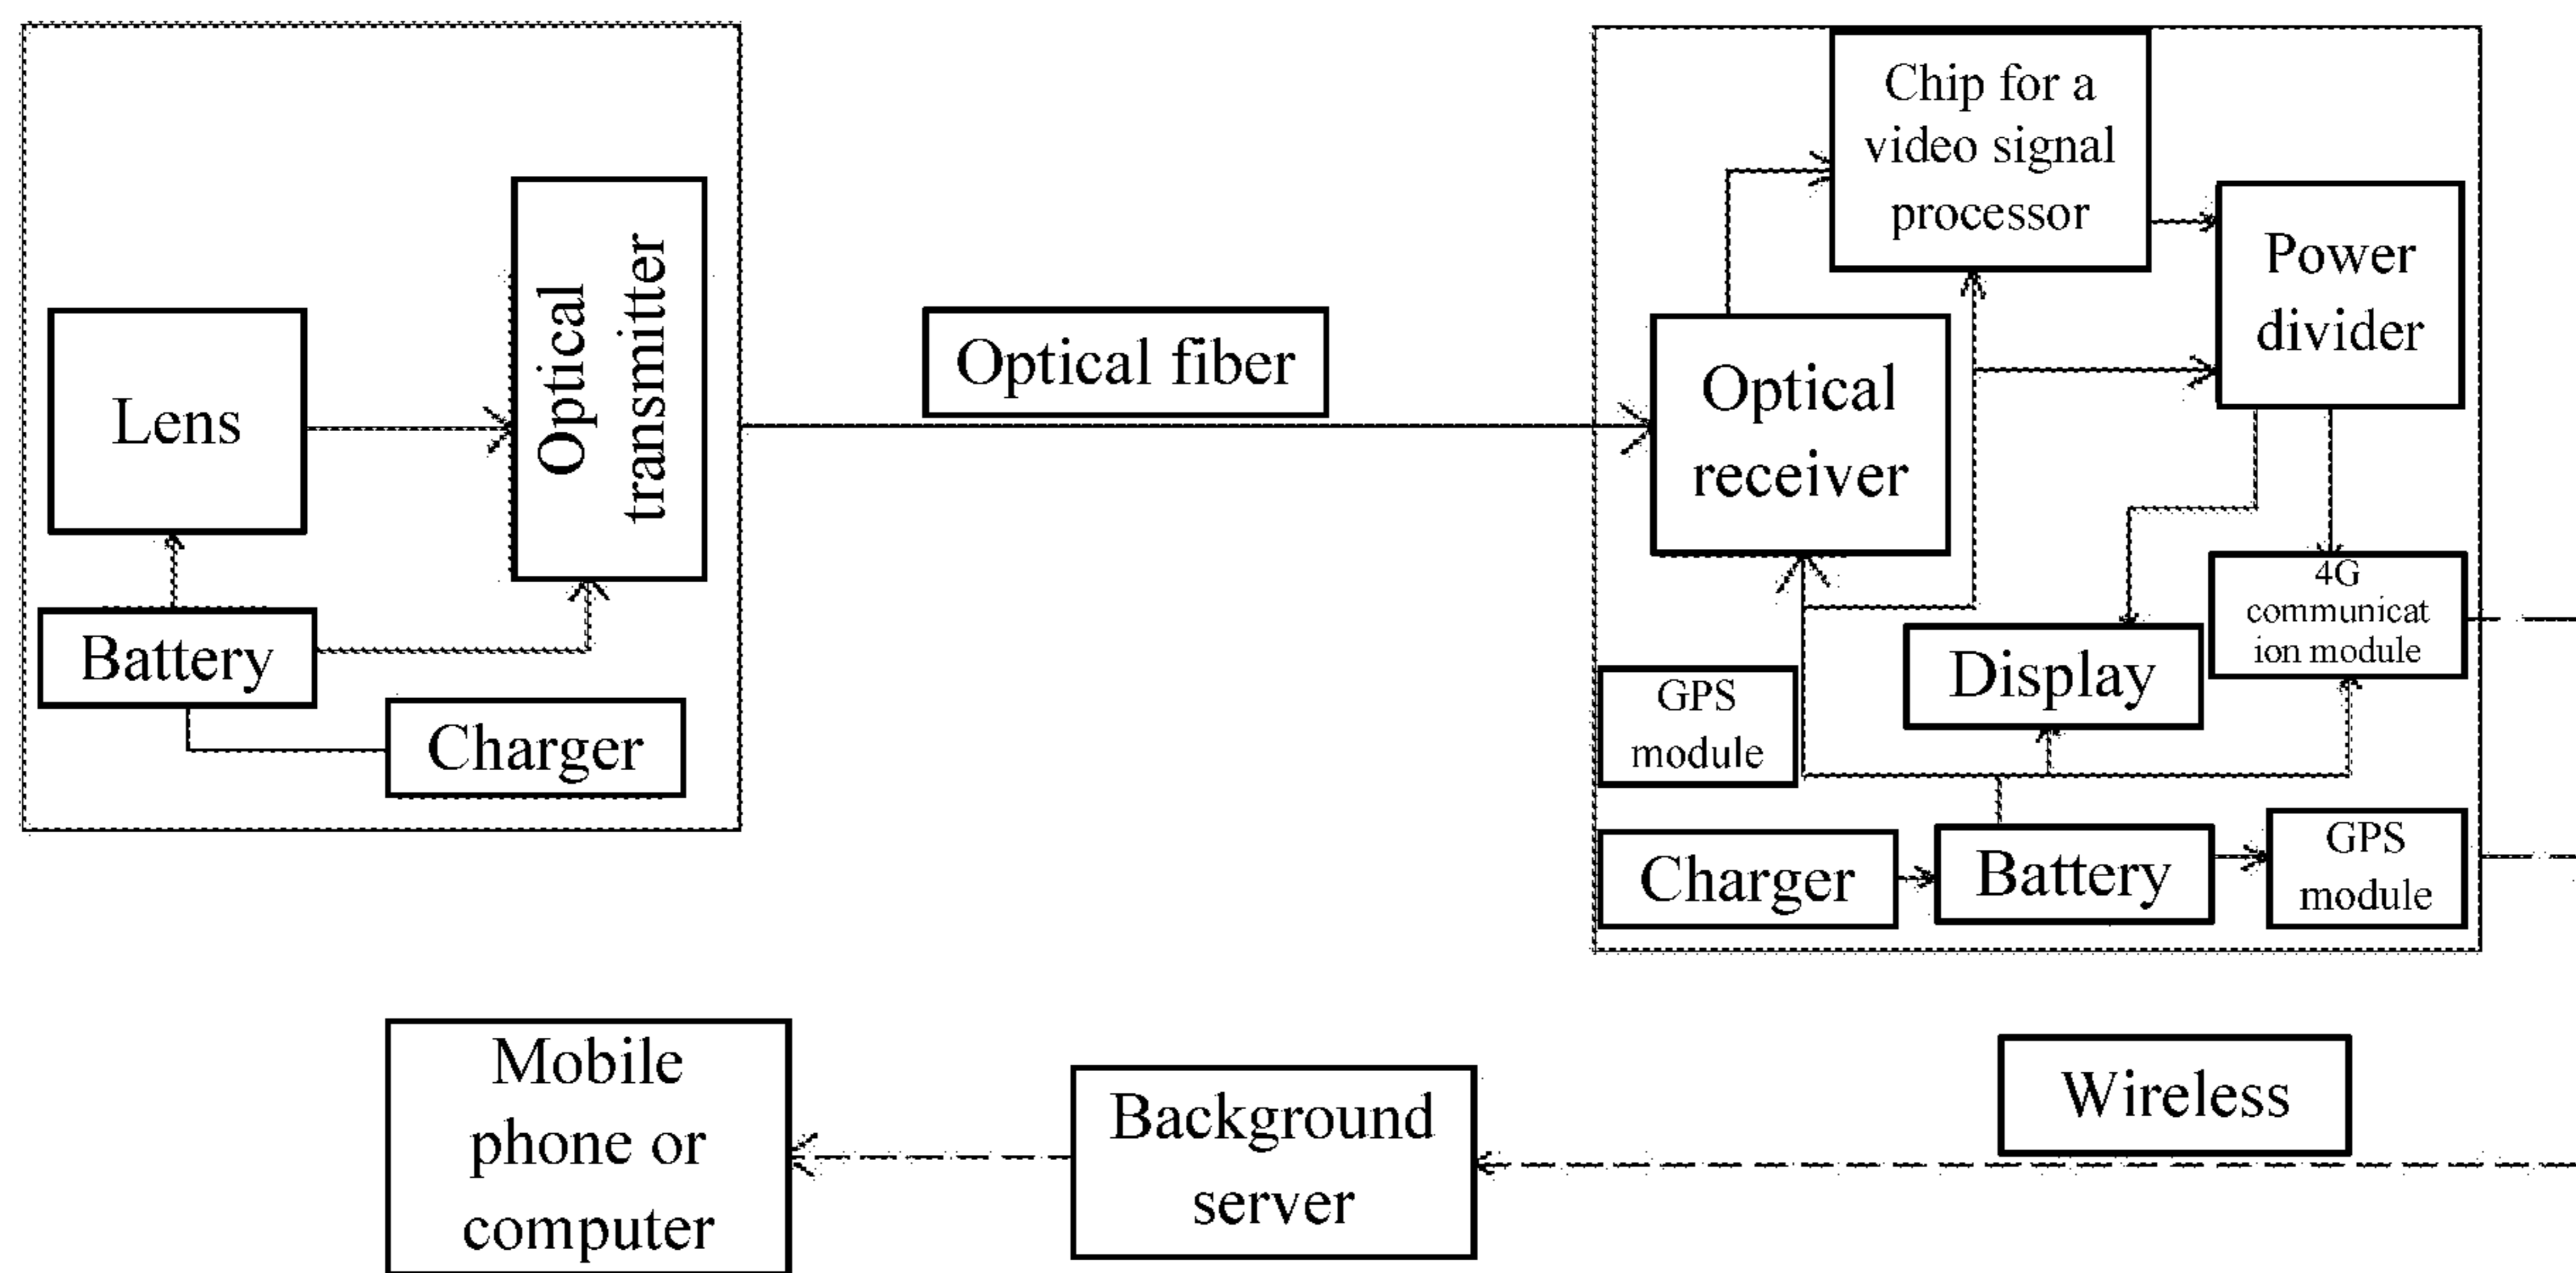 Lens
Optical
transmitter
Battery
Charger
Optical fiber
Chip for a
video signal
processor
Power
divider
Optical
receiver
4G
communicat
ion module
Display
GPS
module
Charger
Battery
GPS
module
Mobile
phone or
computer
Background
server
Wireless